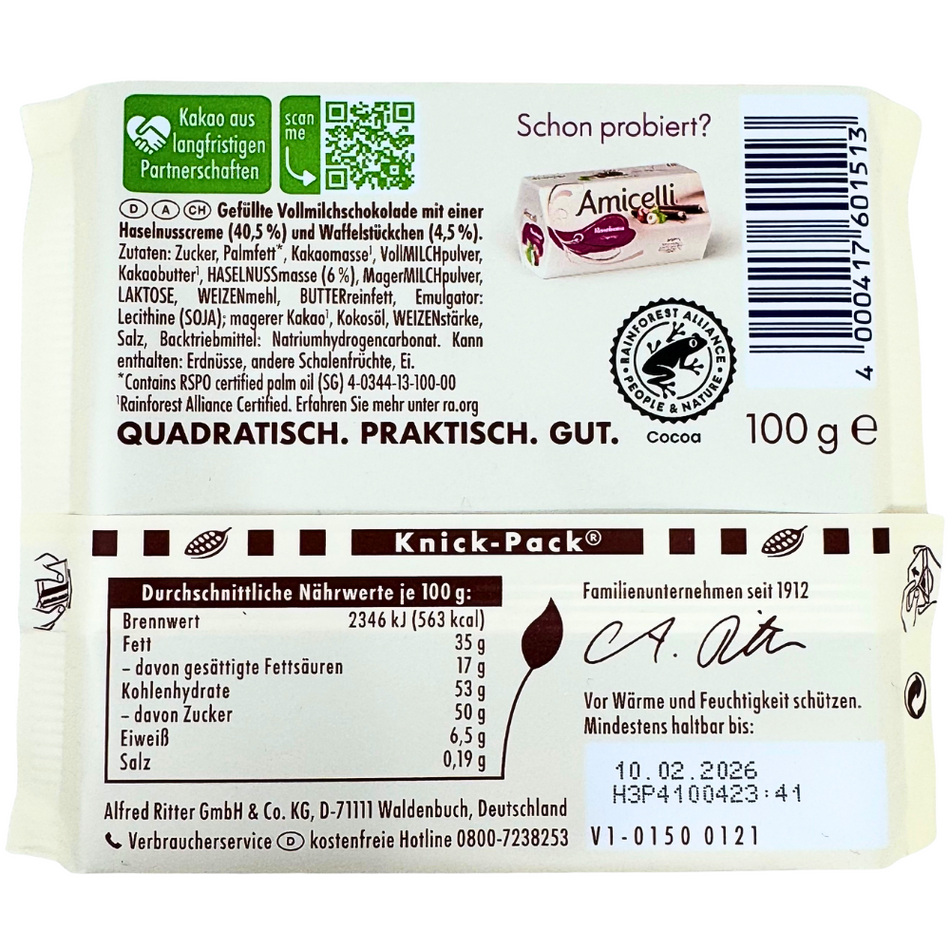 Kakao aus
langfristigen
Partnerschaften
scan
me
Schon probiert?
Amicelli
D A CH Gefüllte Vollmilchschokolade mit einer
Haselnusscreme (40,5 %) und Waffelstückchen (4,5 %).
Zutaten: Zucker, Palmfett*, Kakaomasse¹, VollMILCHpulver,
Kakaobutter¹, HASELNUSSmasse (6 %), MagerMILCHpulver,
LAKTOSE, WEIZENmehl, BUTTERreinfett, Emulgator:
Lecithine (SOJA); magerer Kakao¹, Kokosöl, WEIZENstärke,
Salz, Backtriebmittel: Natriumhydrogencarbonat. Kann
enthalten: Erdnüsse, andere Schalenfrüchte, Ei.
*Contains RSPO certified palm oil (SG) 4-0344-13-100-00
¹Rainforest Alliance Certified. Erfahren Sie mehr unter ra.org
QUADRATISCH. PRAKTISCH. GUT.
RAINFOREST ALLIANCE
PEOPLE & NATURE
Cocoa
4 000417 601513
100 g e
Knick-Pack®
Durchschnittliche Nährwerte je 100 g:
Brennwert 2346 kJ (563 kcal)
Fett 35 g
– davon gesättigte Fettsäuren 17 g
Kohlenhydrate 53 g
– davon Zucker 50 g
Eiweiß 6,5 g
Salz 0,19 g
Familienunternehmen seit 1912
Vor Wärme und Feuchtigkeit schützen.
Mindestens haltbar bis:
10.02.2026
H3P4100423:41
V1-0150 0121
Alfred Ritter GmbH & Co. KG, D-71111 Waldenbuch, Deutschland
Verbraucherservice D kostenfreie Hotline 0800-7238253